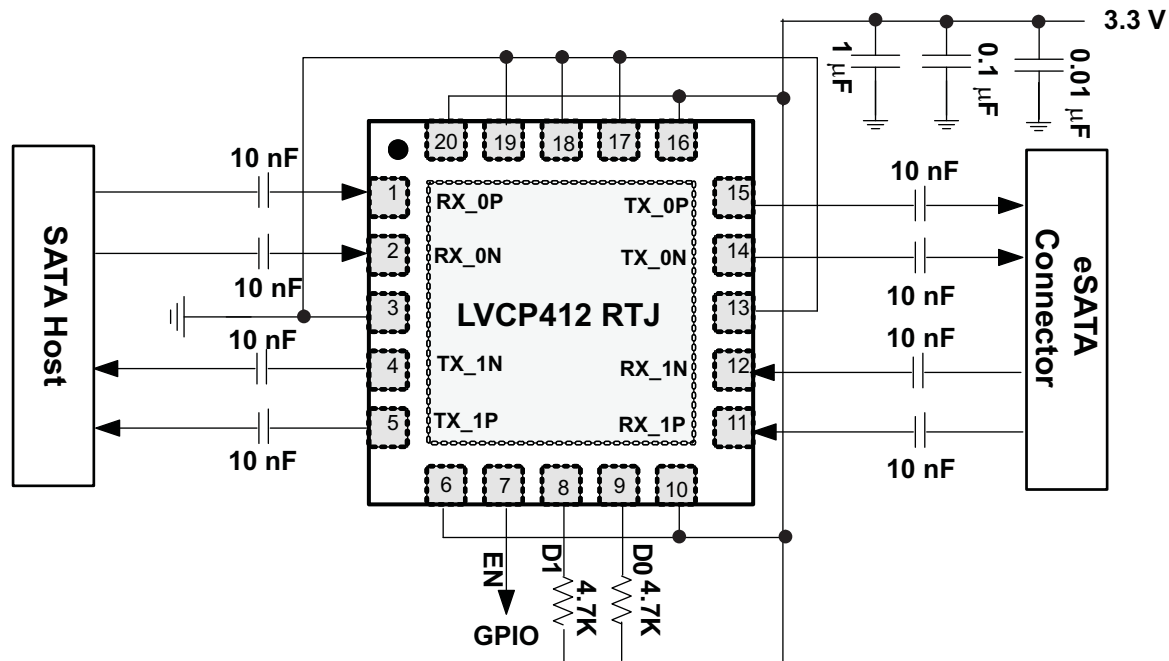 3.3 V
1 µF
0.1 µF
0.01 µF
20
19
18
17
16
10 nF
1
RX_0P
TX_0P
15
10 nF
2
RX_0N
TX_0N
14
10 nF
10 nF
SATA Host
3
LVCP412 RTJ
13
eSATA
Connector
10 nF
4
TX_1N
RX_1N
12
10 nF
5
TX_1P
RX_1P
11
10 nF
10 nF
6
7
8
9
10
EN
D1
4.7K
D0
4.7K
GPIO